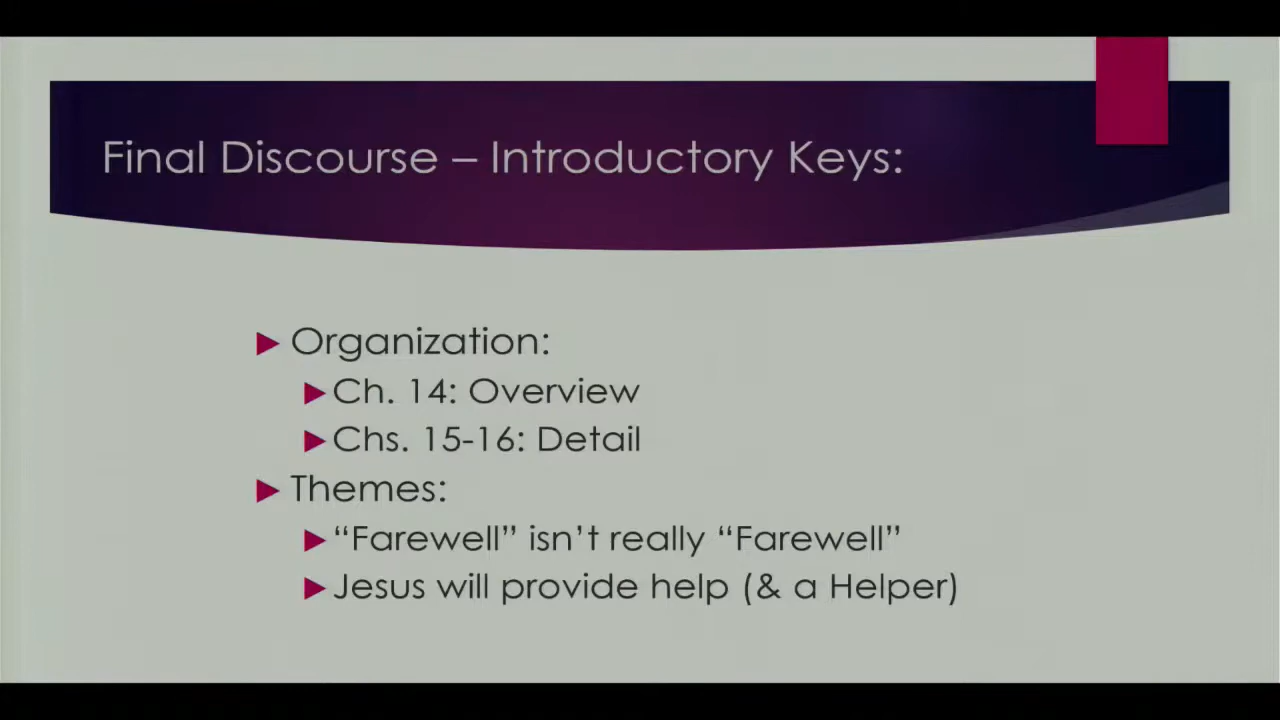 Final Discourse – Introductory Keys:
Organization:
Ch. 14: Overview
Chs. 15-16: Detail
Themes:
“Farewell” isn’t really “Farewell”
Jesus will provide help (& a Helper)